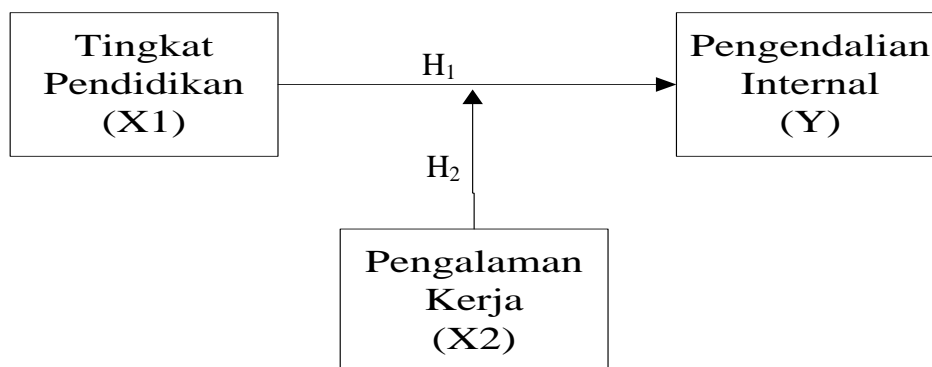 Tingkat
Pendidikan
(X1)
H₁
Pengendalian
Internal
(Y)
H₂
Pengalaman
Kerja
(X2)